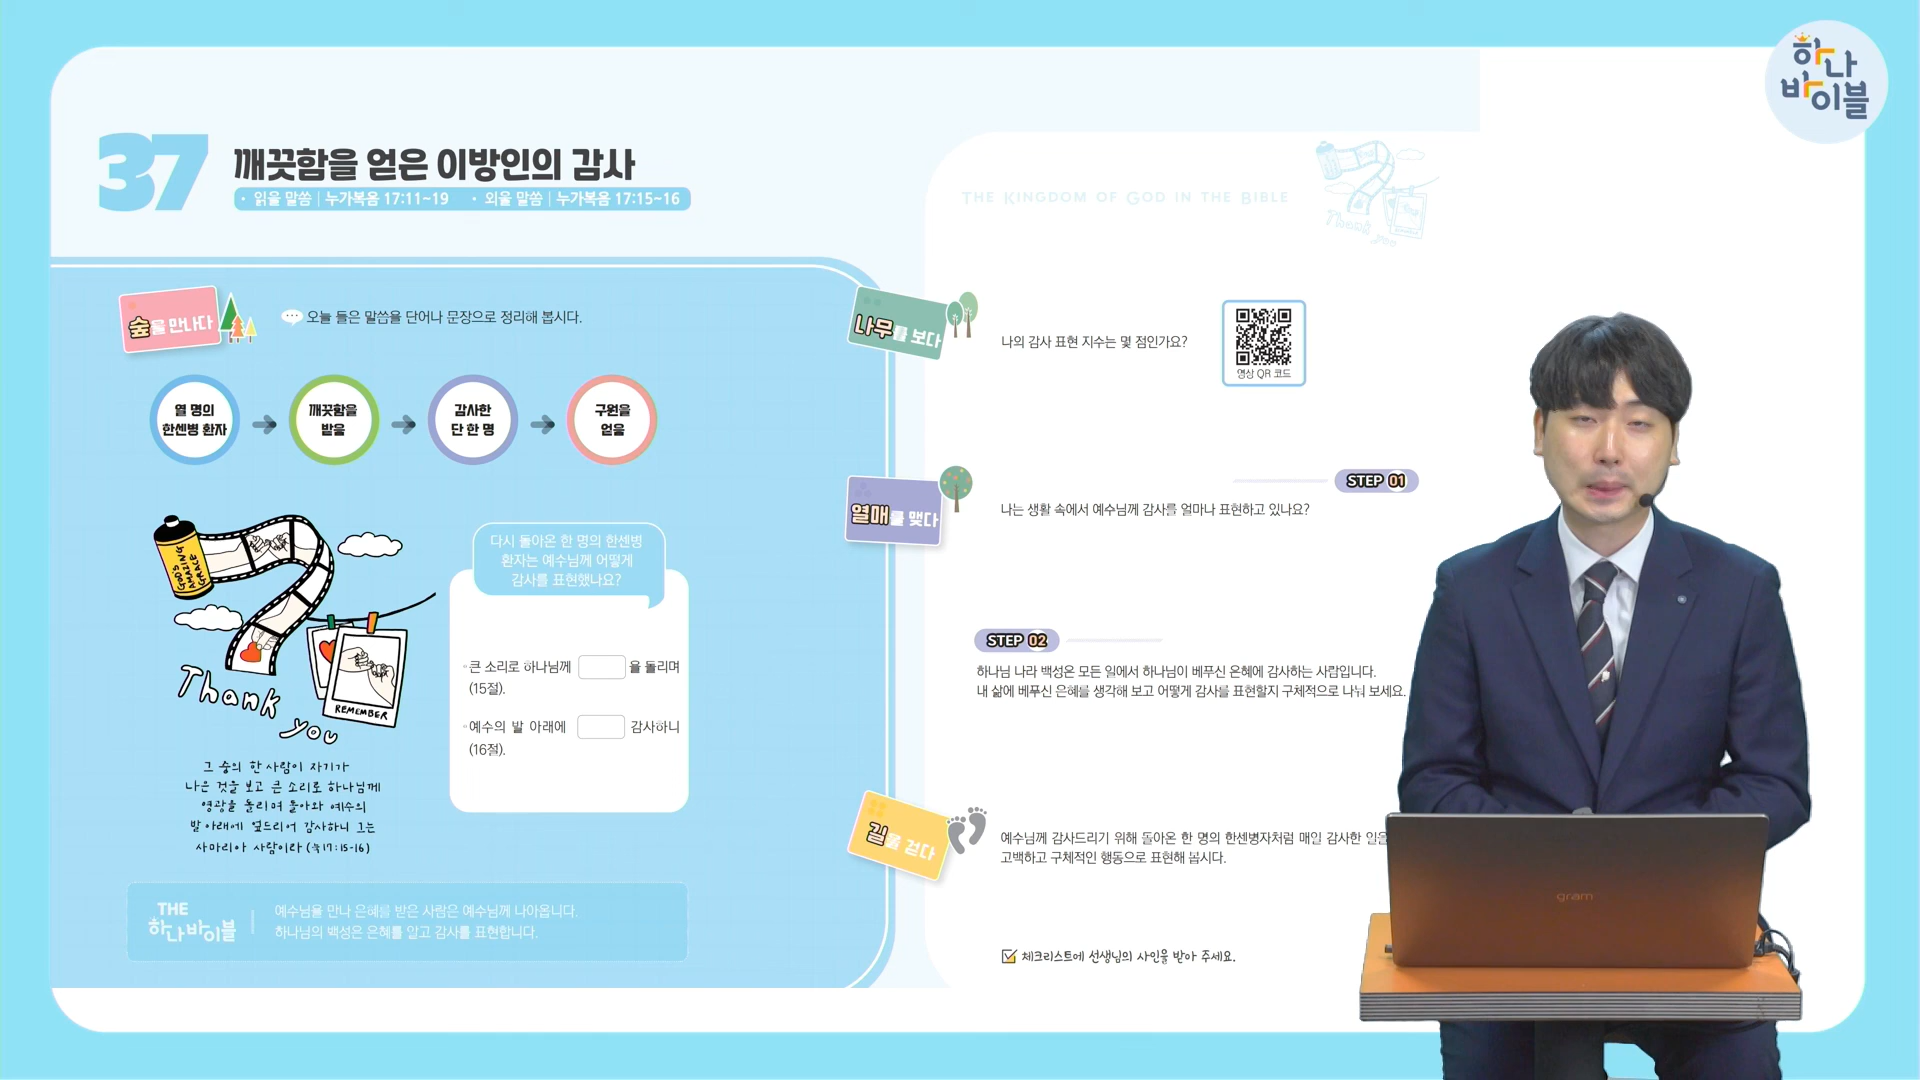 하나
바이블
37 깨끗함을 얻은 이방인의 감사
· 읽을 말씀 | 누가복음 17:11~19 · 외울 말씀 | 누가복음 17:15~16
THE KINGDOM OF GOD IN THE BIBLE
Thank you
숲을 만나다
오늘 들은 말씀을 단어나 문장으로 정리해 봅시다.
열 명의
한센병 환자
깨끗함을
받음
감사한
단 한 명
구원을
얻음
GOD'S
AMAZING
GRACE
Thank
you
REMEMBER
다시 돌아온 한 명의 한센병
환자는 예수님께 어떻게
감사를 표현했나요?
· 큰 소리로 하나님께 을 돌리며
(15절).
· 예수의 발 아래에 감사하니
(16절).
그 중의 한 사람이 자기가
나은 것을 보고 큰 소리로 하나님께
영광을 돌리며 돌아와 예수의
발 아래에 엎드리어 감사하니 그는
사마리아 사람이라 (눅17:15-16)
THE
하나바이블
예수님을 만나 은혜를 받은 사람은 예수님께 나아옵니다.
하나님의 백성은 은혜를 알고 감사를 표현합니다.
나무를 보다
나의 감사 표현 지수는 몇 점인가요?
영상 QR 코드
열매를 맺다
STEP 01
나는 생활 속에서 예수님께 감사를 얼마나 표현하고 있나요?
STEP 02
하나님 나라 백성은 모든 일에서 하나님이 베푸신 은혜에 감사하는 사람입니다.
내 삶에 베푸신 은혜를 생각해 보고 어떻게 감사를 표현할지 구체적으로 나눠 보세요.
길을 걷다
예수님께 감사드리기 위해 돌아온 한 명의 한센병자처럼 매일 감사한 일을
고백하고 구체적인 행동으로 표현해 봅시다.
체크리스트에 선생님의 사인을 받아 주세요.
gram